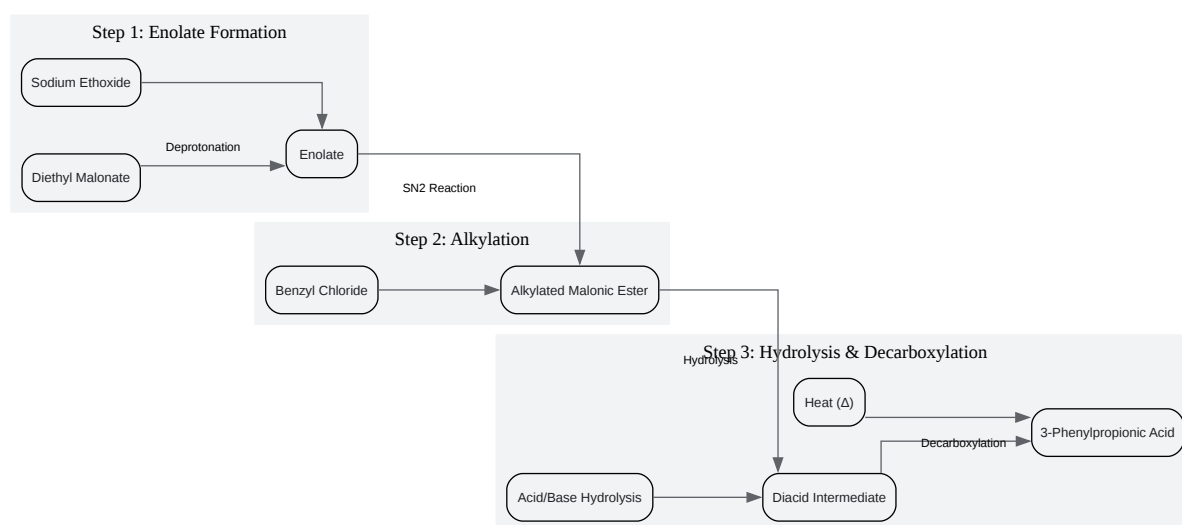 Step 1: Enolate Formation
Sodium Ethoxide
Deprotonation
Enolate
Diethyl Malonate
SN2 Reaction
Step 2: Alkylation
Benzyl Chloride
Alkylated Malonic Ester
Step 3: Hydrolysis & Decarboxylation
Hydrolysis
Heat (Δ)
3-Phenylpropionic Acid
Decarboxylation
Acid/Base Hydrolysis
Diacid Intermediate